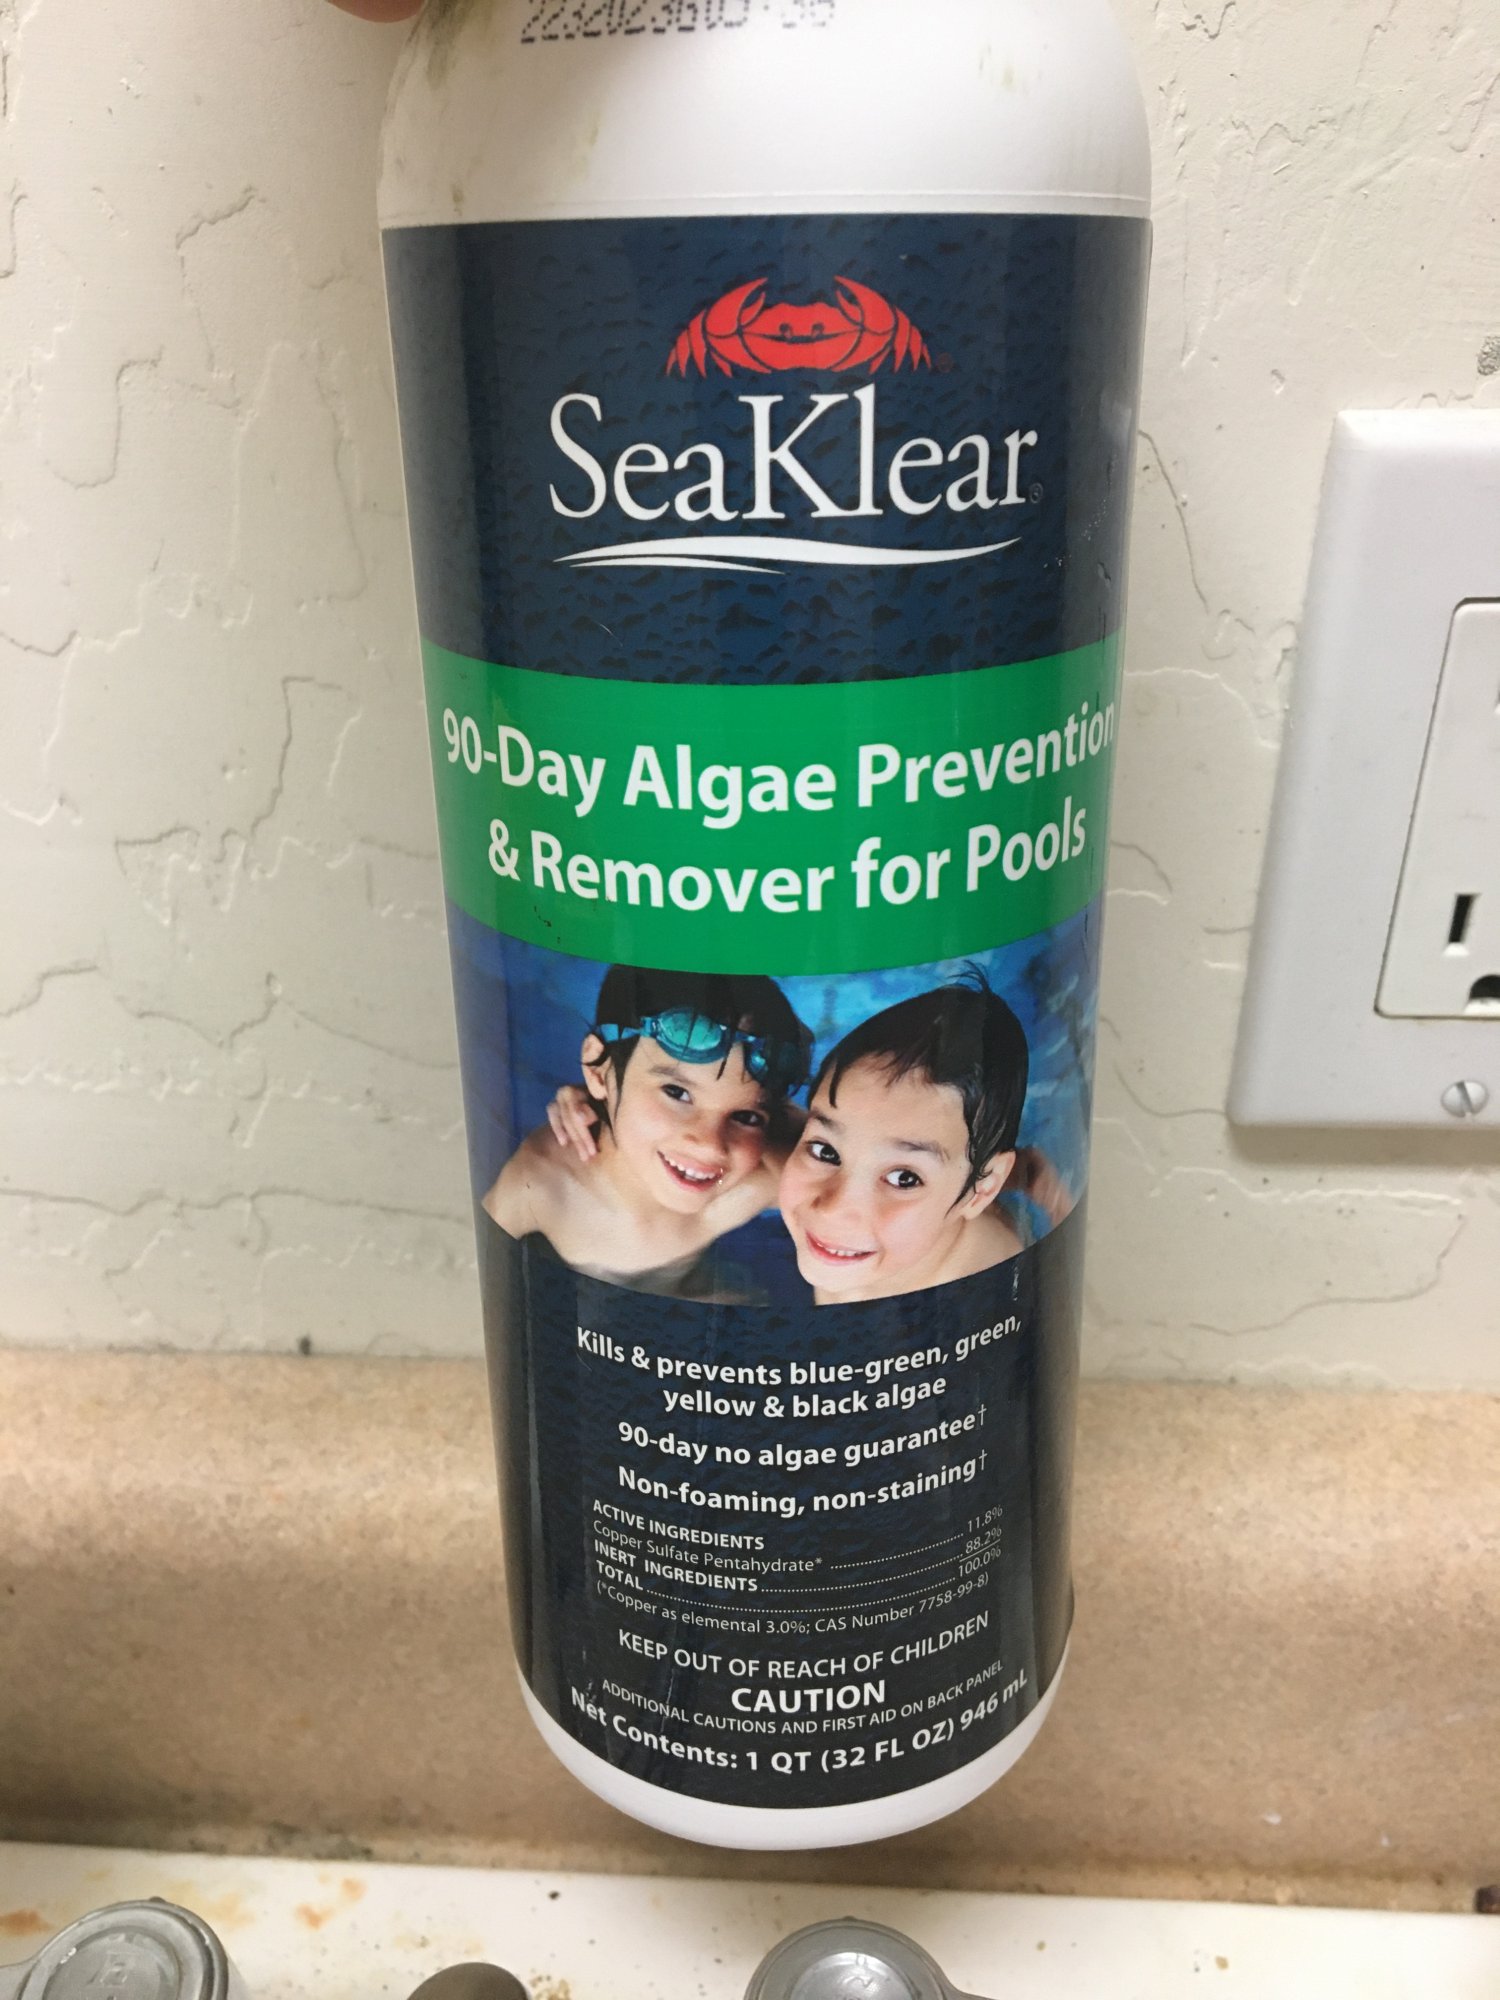 SeaKlear
90-Day Algae Prevention
& Remover for Pools
Kills & prevents blue-green, green,
yellow & black algae
90-day no algae guarantee†
Non-foaming, non-staining†
ACTIVE INGREDIENTS
Copper Sulfate Pentahydrate* ........................ 11.8%
INERT INGREDIENTS ........................ 88.2%
TOTAL ........................ 100.0%
(*Copper as elemental 3.0%; CAS Number 7758-99-8)
KEEP OUT OF REACH OF CHILDREN
CAUTION
ADDITIONAL CAUTIONS AND FIRST AID ON BACK PANEL
Net Contents: 1 QT (32 FL OZ) 946 mL